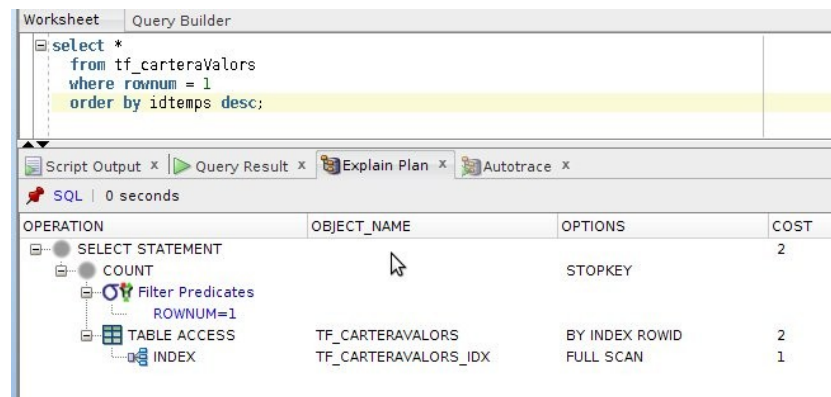 Worksheet Query Builder
select *
from tf_carteraValors
where rownum = 1
order by idtemps desc;
Script Output x Query Result x Explain Plan x Autotrace x
SQL | 0 seconds
OPERATION OBJECT_NAME OPTIONS COST
SELECT STATEMENT 2
COUNT STOPKEY
Filter Predicates
ROWNUM=1
TABLE ACCESS TF_CARTERAVALORS BY INDEX ROWID 2
INDEX TF_CARTERAVALORS_IDX FULL SCAN 1